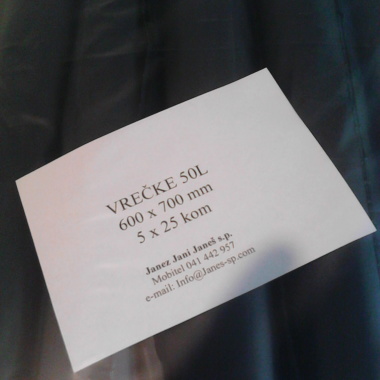 VREČKE 50L
600 x 700 mm
5 x 25 kom
Janez Jani Janeš s.p.
Mobitel 041 442 957
e-mail: Info@Janes-sp.com